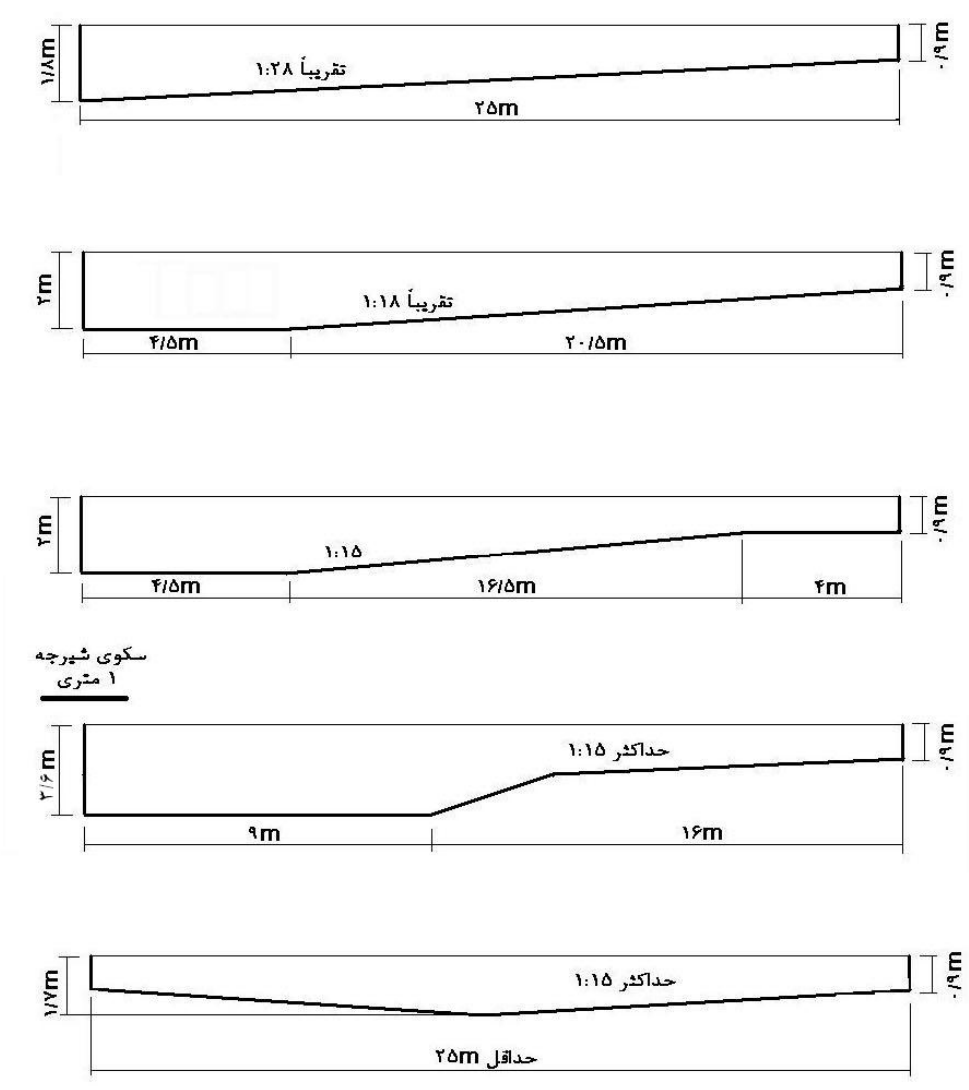 ۱/۸m
تقریباً ۱:۲۸
۰/۹m
۲۵m
۲m
تقریباً ۱:۱۸
۰/۹m
۴/۵m
۲۰/۵m
۲m
۱:۱۵
۰/۹m
۴/۵m
۱۶/۵m
۴m
سکوی شیرجه
۱ متری
۳/۶m
حداکثر ۱:۱۵
۰/۹m
۹m
۱۶m
۱/۷m
حداکثر ۱:۱۵
۰/۹m
حداقل ۲۵m